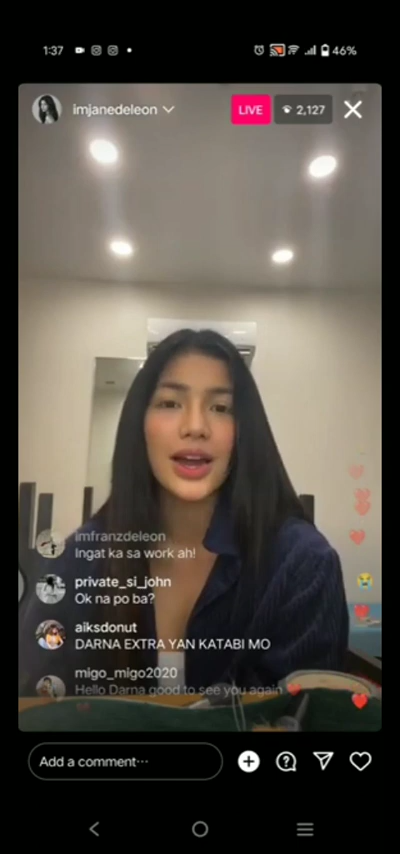 1:37
46%
imjanedeleon
LIVE
2,127
imfranzdeleon
Ingat ka sa work ah!
private_si_john
Ok na po ba?
aiksdonut
DARNA EXTRA YAN KATABI MO
migo_migo2020
Hello Darna good to see you again
Add a comment···